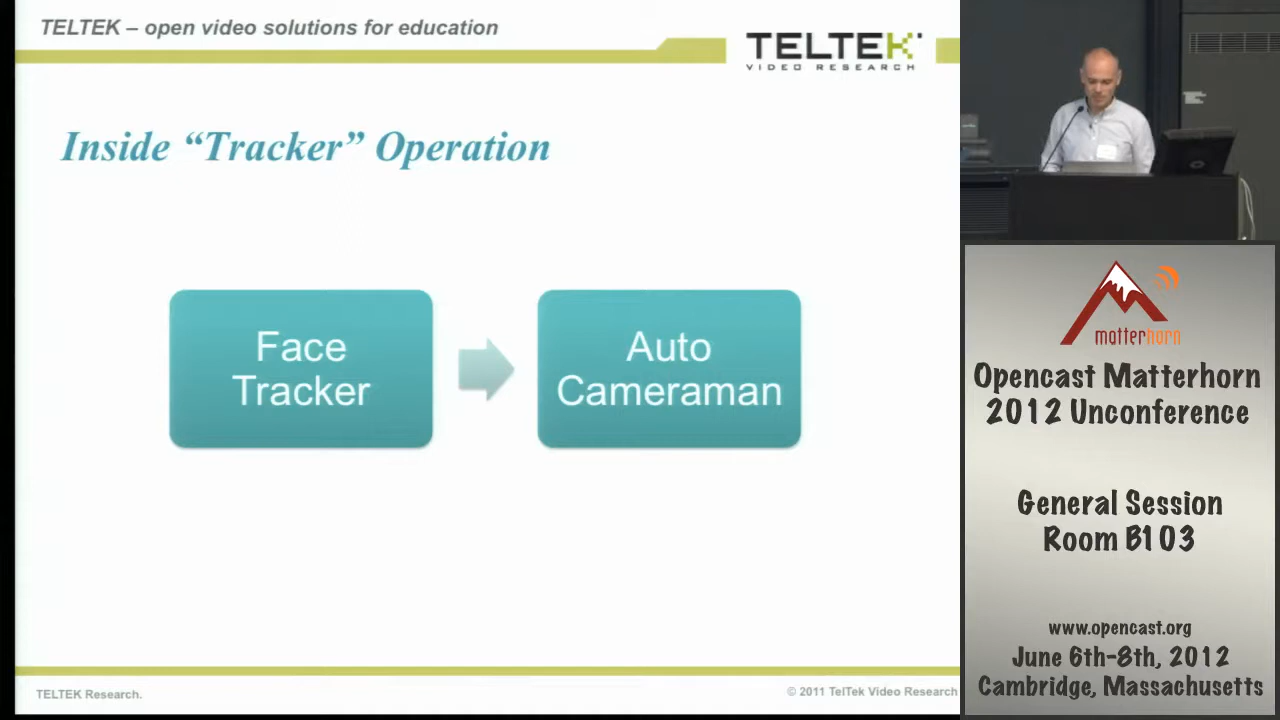 TELTEK – open video solutions for education
TELTEK
VIDEO RESEARCH
Inside “Tracker” Operation
Face
Tracker
Auto
Cameraman
TELTEK Research.
© 2011 TelTek Video Research
matterhorn
Opencast Matterhorn
2012 Unconference
General Session
Room B103
www.opencast.org
June 6th-8th, 2012
Cambridge, Massachusetts